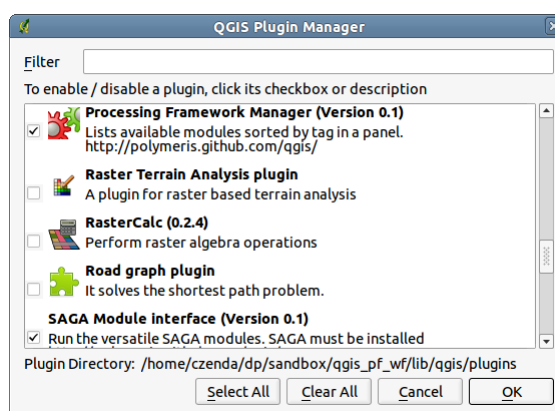 QGIS Plugin Manager
Filter
To enable / disable a plugin, click its checkbox or description
Processing Framework Manager (Version 0.1)
Lists available modules sorted by tag in a panel.
http://polymeris.github.com/qgis/
Raster Terrain Analysis plugin
A plugin for raster based terrain analysis
RasterCalc (0.2.4)
Perform raster algebra operations
Road graph plugin
It solves the shortest path problem.
SAGA Module interface (Version 0.1)
Run the versatile SAGA modules. SAGA must be installed
Plugin Directory: /home/czenda/dp/sandbox/qgis_pf_wf/lib/qgis/plugins
Select All Clear All Cancel OK